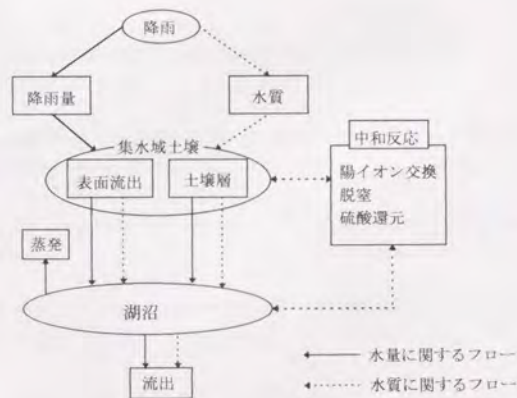 降雨
降雨量
水質
集水域土壌
中和反応
表面流出
土壌層
陽イオン交換
脱窒
硫酸還元
蒸発
湖沼
流出
水量に関するフロー
水質に関するフロー